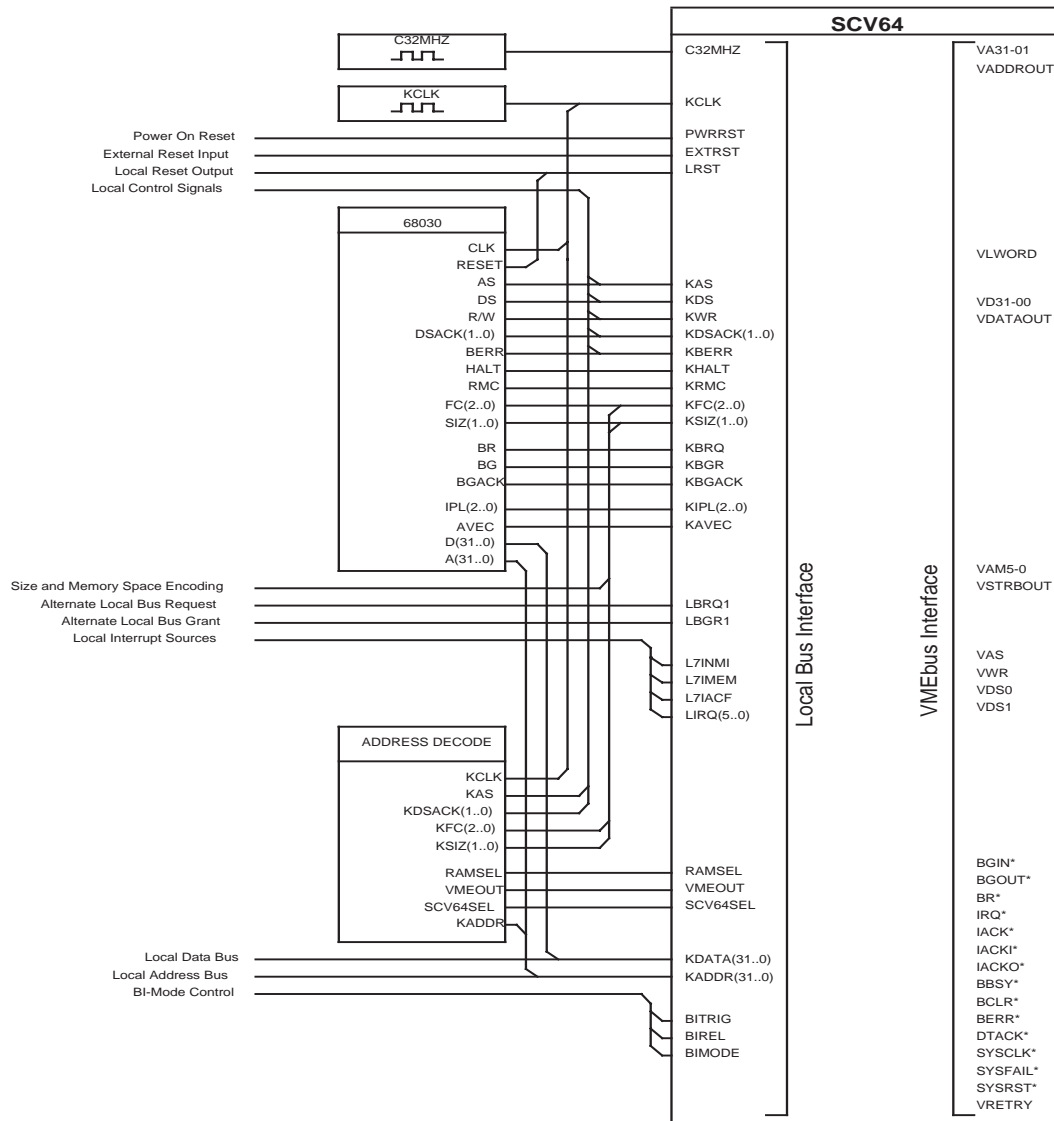 SCV64
C32MHZ
KCLK
Power On Reset
External Reset Input
Local Reset Output
Local Control Signals
68030
CLK
RESET
AS
DS
R/W
DSACK(1..0)
BERR
HALT
RMC
FC(2..0)
SIZ(1..0)
BR
BG
BGACK
IPL(2..0)
AVEC
D(31..0)
A(31..0)
Size and Memory Space Encoding
Alternate Local Bus Request
Alternate Local Bus Grant
Local Interrupt Sources
ADDRESS DECODE
KCLK
KAS
KDSACK(1..0)
KFC(2..0)
KSIZ(1..0)
RAMSEL
VMEOUT
SCV64SEL
KADDR
Local Data Bus
Local Address Bus
BI-Mode Control
C32MHZ
KCLK
PWRRST
EXTRST
LRST
KAS
KDS
KWR
KDSACK(1..0)
KBERR
KHALT
KRMC
KFC(2..0)
KSIZ(1..0)
KBRQ
KBGR
KBGACK
KIPL(2..0)
KAVEC
LBRQ1
LBGR1
L7INMI
L7IMEM
L7IACF
LIRQ(5..0)
RAMSEL
VMEOUT
SCV64SEL
KDATA(31..0)
KADDR(31..0)
BITRIG
BIREL
BIMODE
Local Bus Interface
VMEbus Interface
VA31-01
VADDROUT
VLWORD
VD31-00
VDATAOUT
VAM5-0
VSTRBOUT
VAS
VWR
VDS0
VDS1
BGIN*
BGOUT*
BR*
IRQ*
IACK*
IACKI*
IACKO*
BBSY*
BCLR*
BERR*
DTACK*
SYSCLK*
SYSFAIL*
SYSRST*
VRETRY